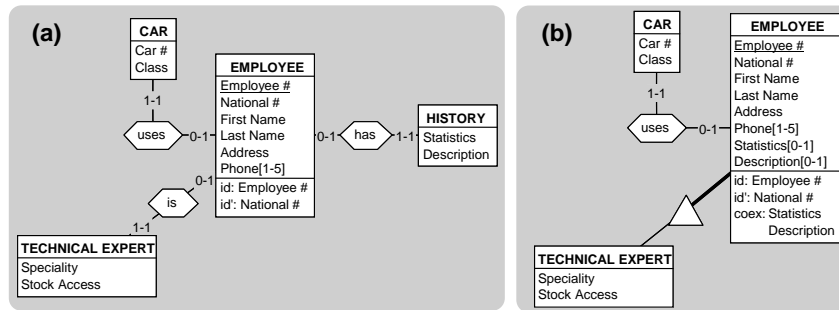 (a)
CAR
Car #
Class
1-1
uses
0-1
EMPLOYEE
Employee #
National #
First Name
Last Name
Address
Phone[1-5]
id: Employee #
id': National #
0-1
has
1-1
HISTORY
Statistics
Description
0-1
is
1-1
TECHNICAL EXPERT
Speciality
Stock Access
(b)
CAR
Car #
Class
1-1
uses
0-1
EMPLOYEE
Employee #
National #
First Name
Last Name
Address
Phone[1-5]
Statistics[0-1]
Description[0-1]
id: Employee #
id': National #
coex: Statistics
Description
TECHNICAL EXPERT
Speciality
Stock Access